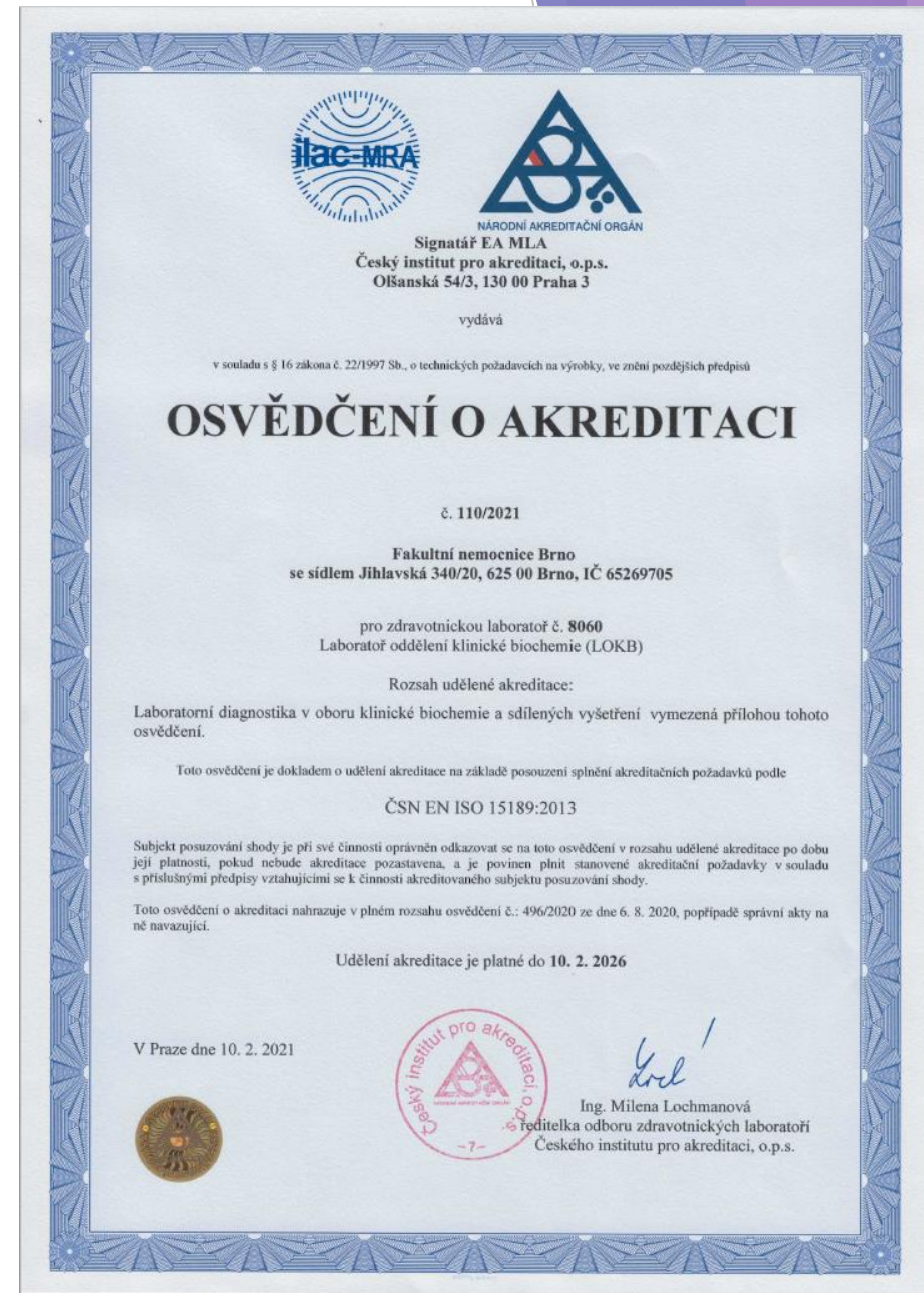 ilac-MRA
NÁRODNÍ AKREDITAČNÍ ORGÁN
Signatář EA MLA
Český institut pro akreditaci, o.p.s.
Olšanská 54/3, 130 00 Praha 3
vydává
v souladu s § 16 zákona č. 22/1997 Sb., o technických požadavcích na výrobky, ve znění pozdějších předpisů
OSVĚDČENÍ O AKREDITACI
č. 110/2021
Fakultní nemocnice Brno
se sídlem Jihlavská 340/20, 625 00 Brno, IČ 65269705
pro zdravotnickou laboratoř č. 8060
Laboratoř oddělení klinické biochemie (LOKB)
Rozsah udělené akreditace:
Laboratorní diagnostika v oboru klinické biochemie a sdílených vyšetření vymezená přílohou tohoto
osvědčení.
Toto osvědčení je dokladem o udělení akreditace na základě posouzení splnění akreditačních požadavků podle
ČSN EN ISO 15189:2013
Subjekt posuzování shody je při své činnosti oprávněn odkazovat se na toto osvědčení v rozsahu udělené akreditace po dobu
její platnosti, pokud nebude akreditace pozastavena, a je povinen plnit stanovené akreditační požadavky v souladu
s příslušnými předpisy vztahujícími se k činnosti akreditovaného subjektu posuzování shody.
Toto osvědčení o akreditaci nahrazuje v plném rozsahu osvědčení č.: 496/2020 ze dne 6. 8. 2020, popřípadě správní akty na
ně navazující.
Udělení akreditace je platné do 10. 2. 2026
V Praze dne 10. 2. 2021
Český institut pro akreditaci, o.p.s.
NÁRODNÍ AKREDITAČNÍ ORGÁN
-7-
Ing. Milena Lochmanová
ředitelka odboru zdravotnických laboratoří
Českého institutu pro akreditaci, o.p.s.